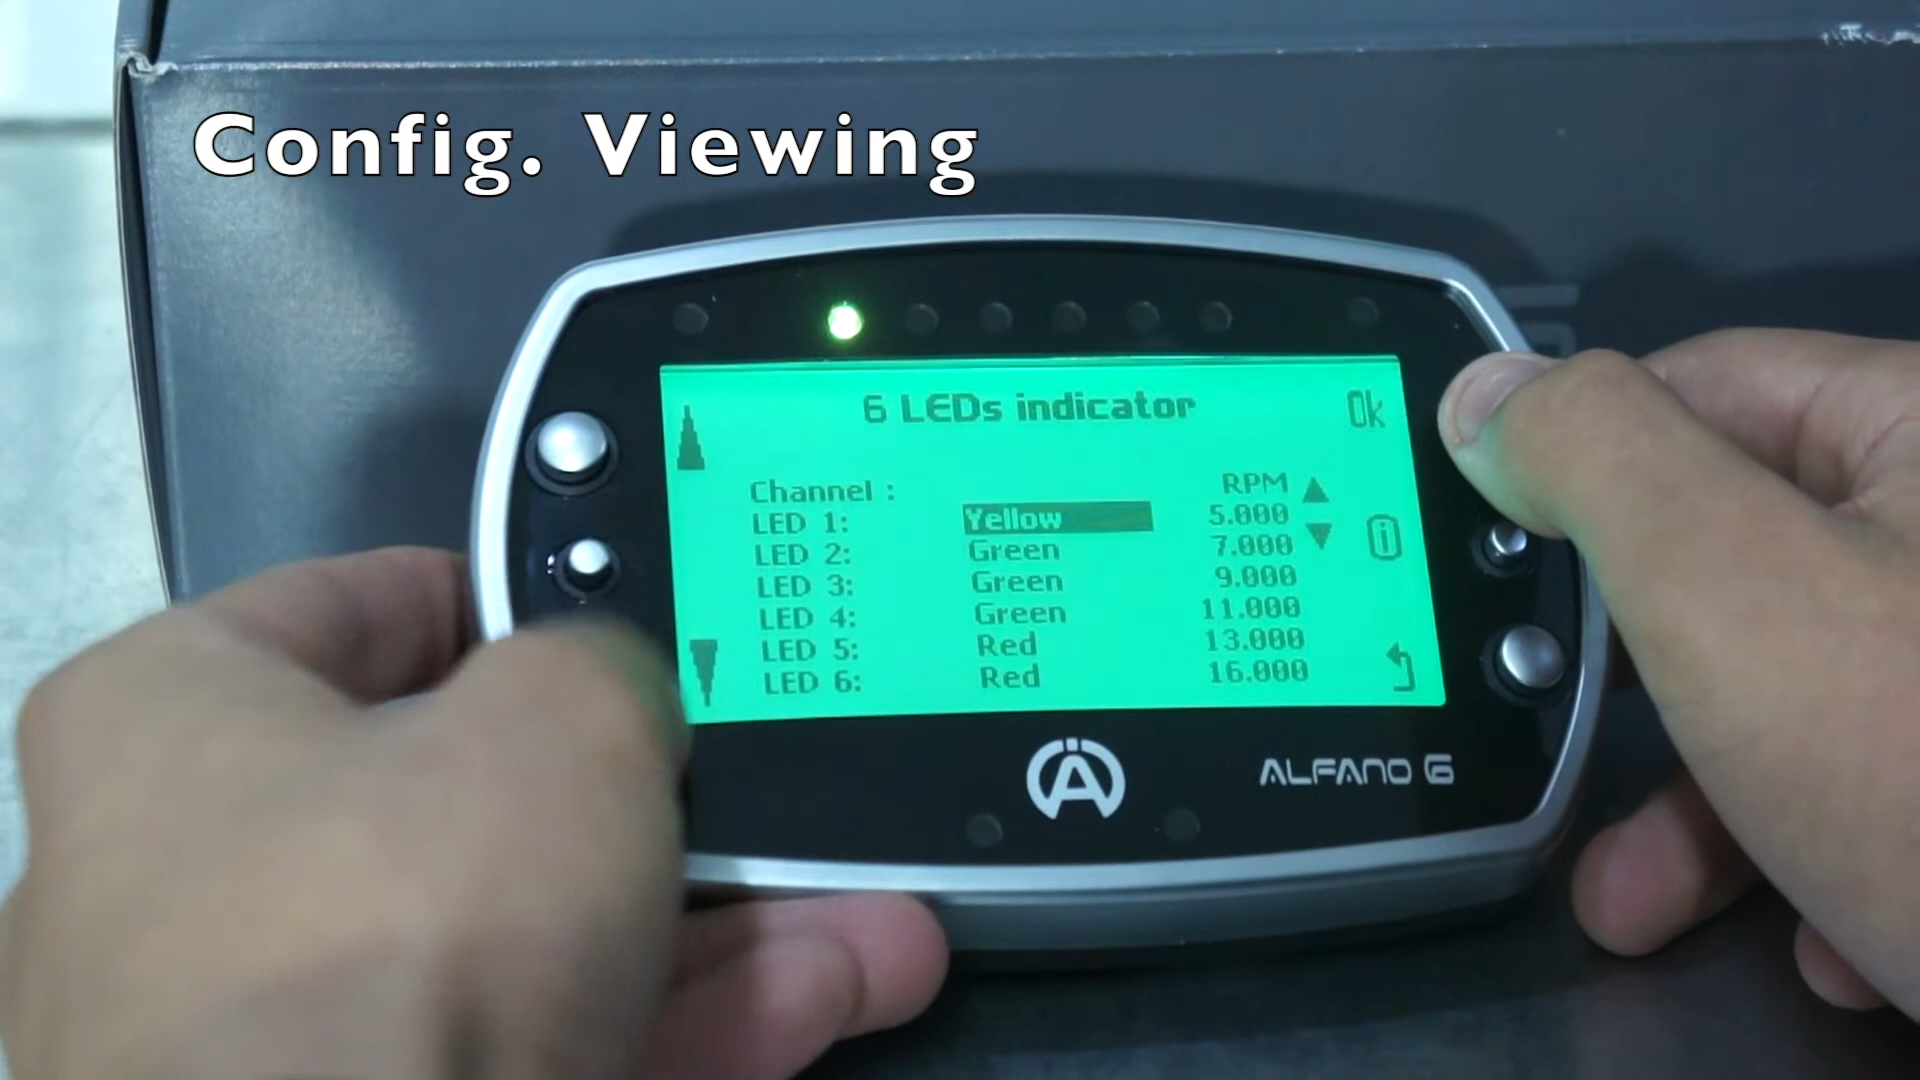 Config. Viewing
6 LEDs indicator
Ok
Channel : RPM
LED 1: Yellow 5.000
LED 2: Green 7.000
LED 3: Green 9.000
LED 4: Green 11.000
LED 5: Red 13.000
LED 6: Red 16.000
ALFANO 6